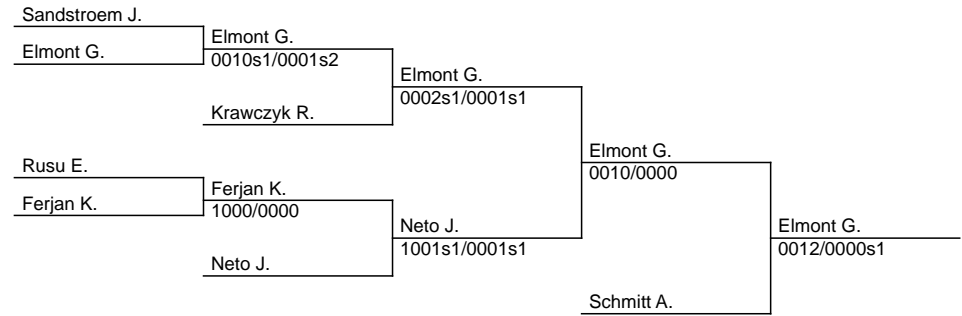 Sandstroem J.
Elmont G.
Elmont G.
0010s1/0001s2
Krawczyk R.
Elmont G.
0002s1/0001s1
Rusu E.
Ferjan K.
Ferjan K.
1000/0000
Neto J.
Neto J.
1001s1/0001s1
Elmont G.
0010/0000
Schmitt A.
Elmont G.
0012/0000s1